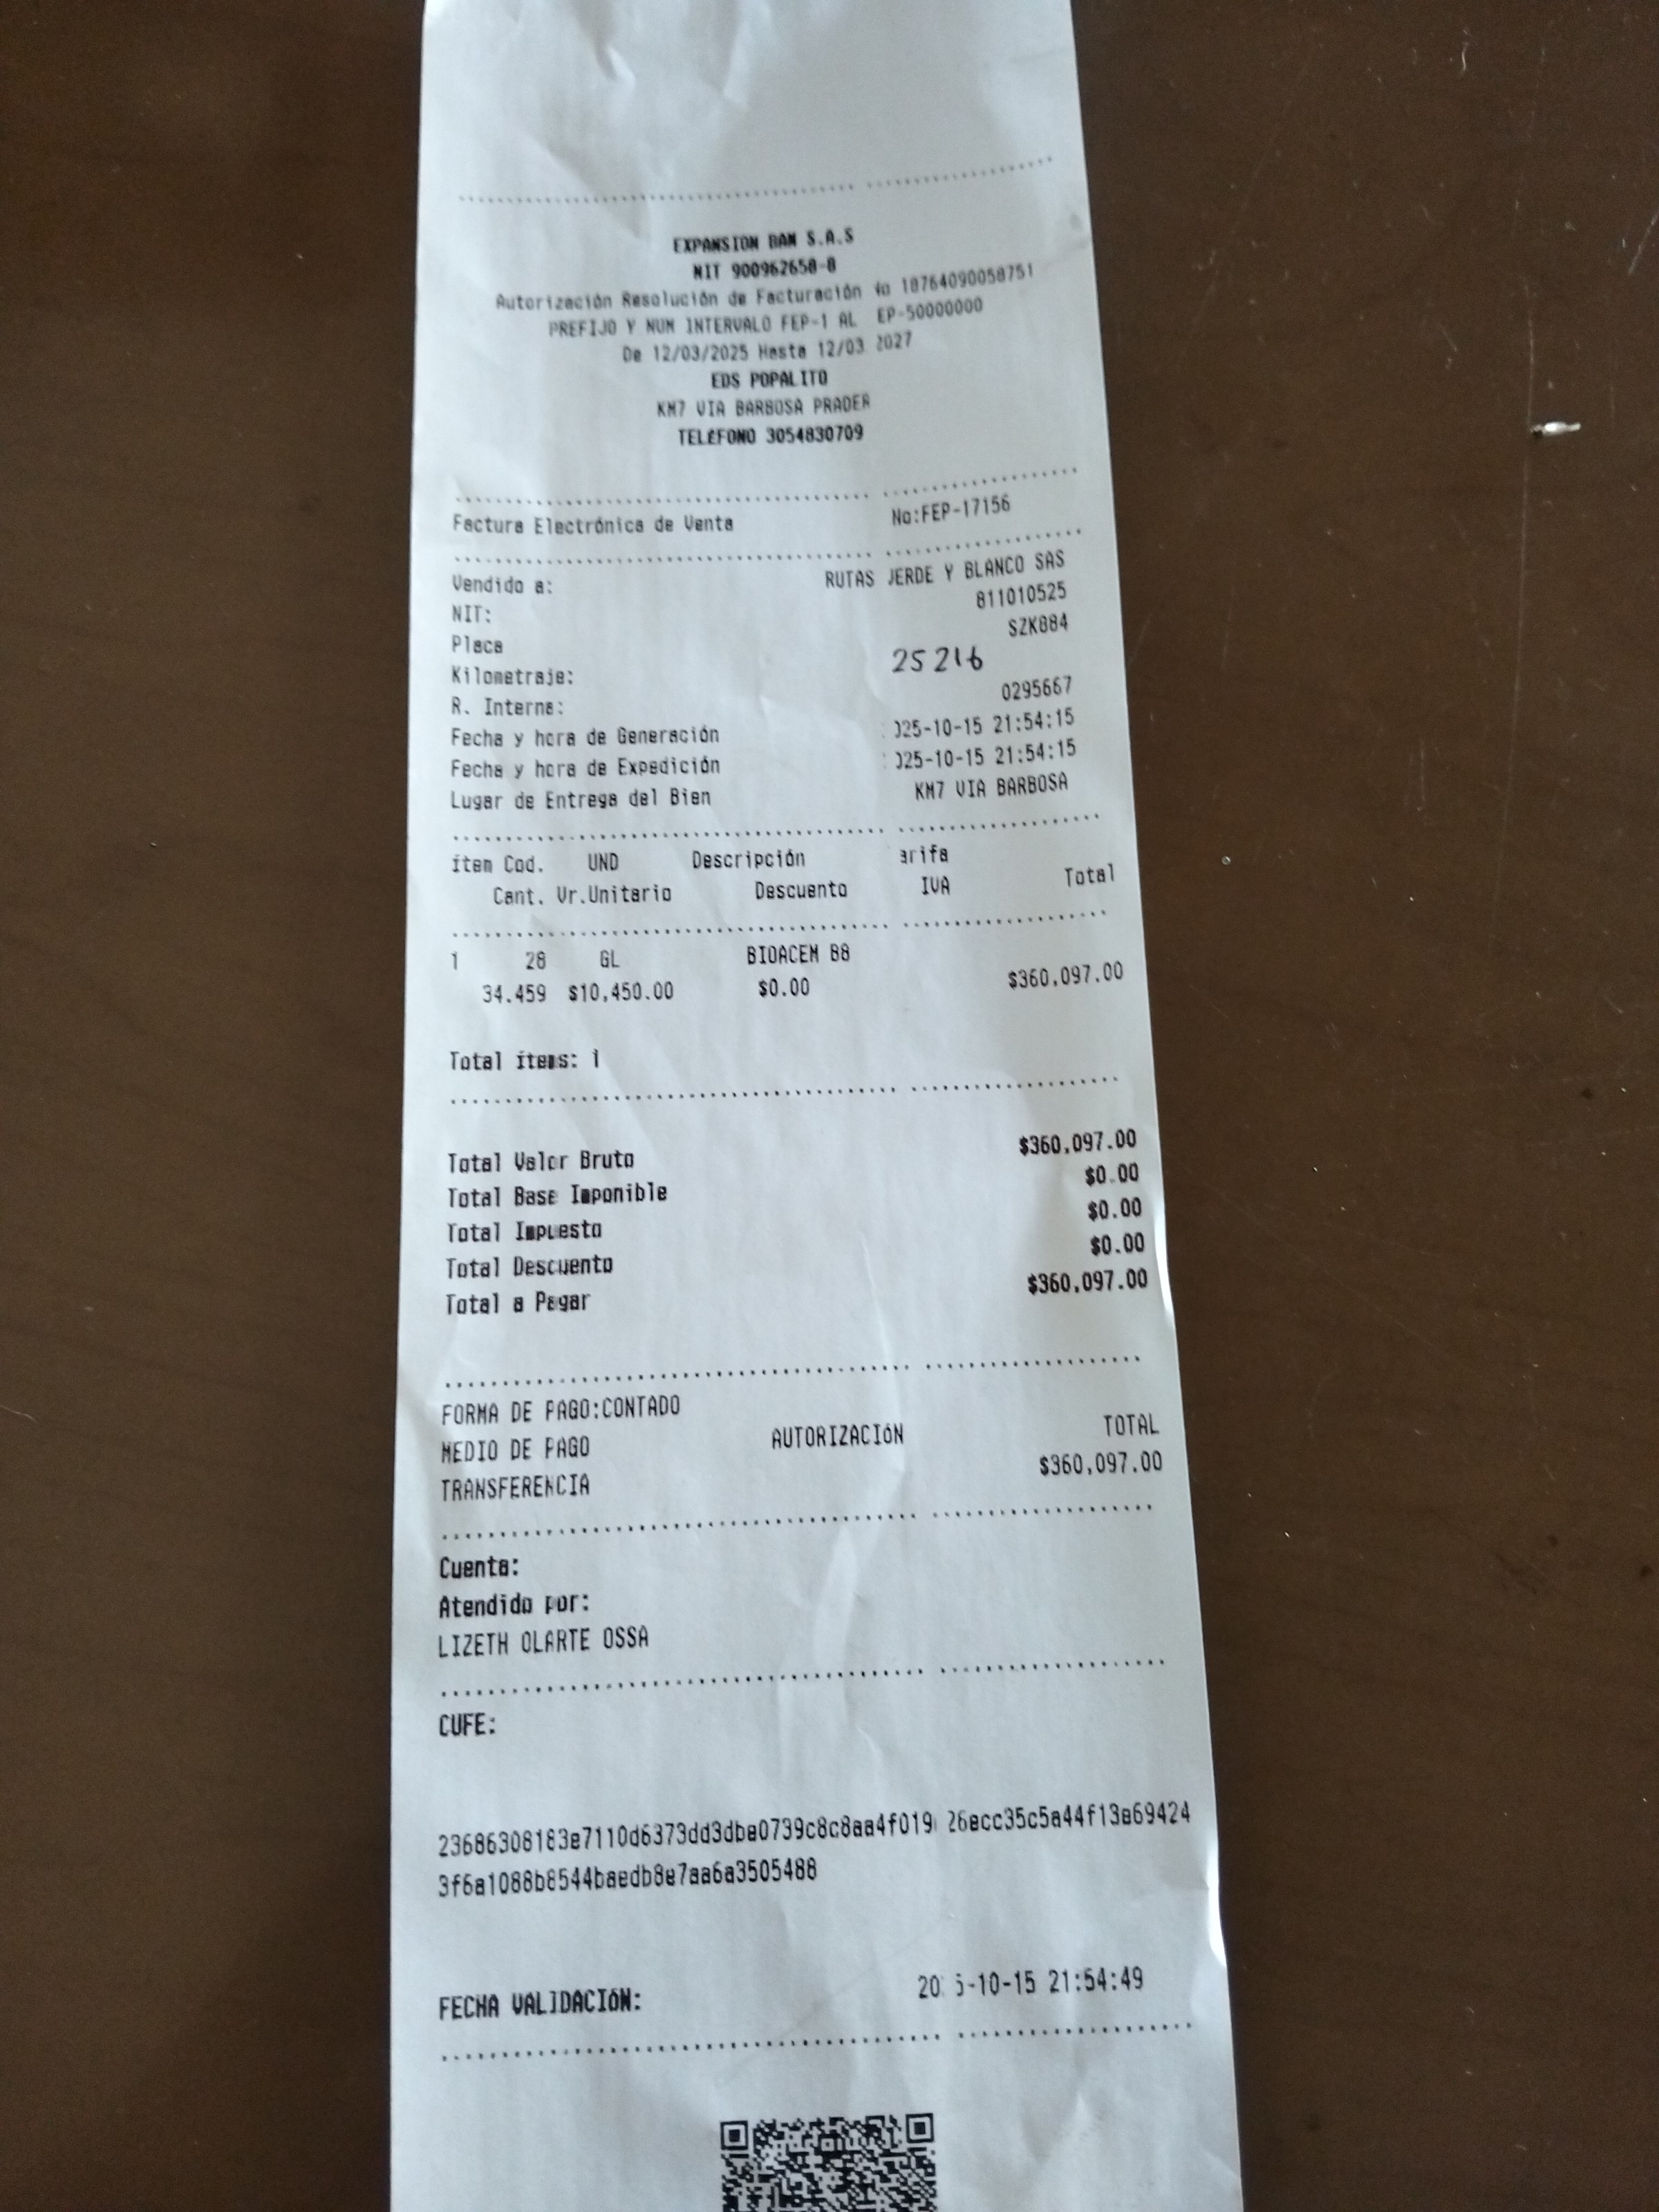 EXPANSION BAM S.A.S
NIT 900962658-8
Autorización Resolución de Facturación No 18764090058751
PREFIJO Y NUM INTERVALO FEP-1 AL EP-50000000
De 12/03/2025 Hasta 12/03 2027
EDS POPALITO
KM7 VIA BARBOSA PRADER
TELÉFONO 3054830709
Factura Electrónica de Venta No:FEP-17156
Vendido a: RUTAS VERDE Y BLANCO SAS
NIT: 811010525
Placa SZK884
Kilometraje: 25216
R. Interna: 0295667
Fecha y hora de Generación 025-10-15 21:54:15
Fecha y hora de Expedición 025-10-15 21:54:15
Lugar de Entrega del Bien KM7 VIA BARBOSA
ítem Cod. UND Descripción arifa
Cant. Vr.Unitario Descuento IVA Total
1 28 GL BIOACEM B8
34.459 $10,450.00 $0.00 $360,097.00
Total ítems: 1
Total Valor Bruto $360,097.00
Total Base Imponible $0.00
Total Impuesto $0.00
Total Descuento $0.00
Total a Pagar $360,097.00
FORMA DE PAGO:CONTADO
MEDIO DE PAGO AUTORIZACIÓN TOTAL
TRANSFERENCIA $360,097.00
Cuenta:
Atendido por:
LIZETH OLARTE OSSA
CUFE:
3f6a1088b8544baedb8e7aa6a3505488
FECHA VALIDACIÓN: 20 5-10-15 21:54:49